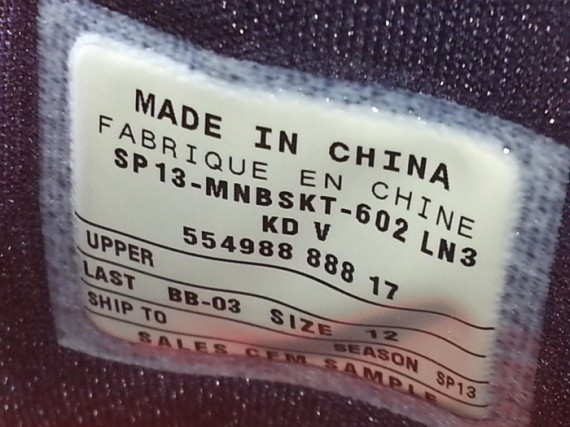 MADE IN CHINA
FABRIQUE EN CHINE
SP13-MNBSKT-602 LN3
KD V
554988 888 17
UPPER
LAST BB-03 SIZE 12
SHIP TO SEASON SP13
SALES CFM SAMPLE